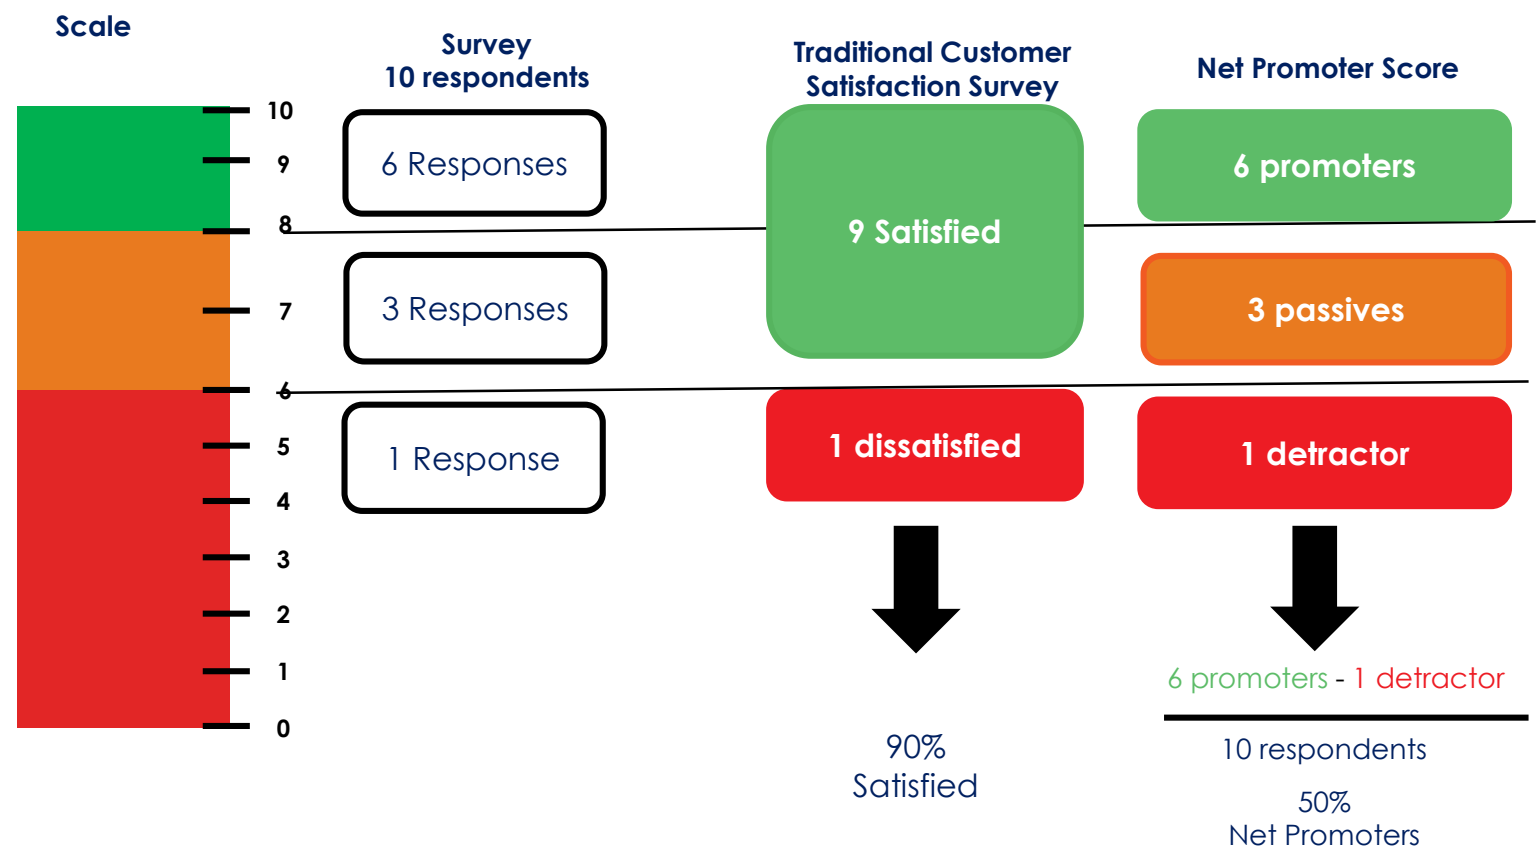 Scale
Survey
10 respondents
Traditional Customer
Satisfaction Survey
Net Promoter Score
10
9
8
7
6
5
4
3
2
1
0
6 Responses
3 Responses
1 Response
9 Satisfied
1 dissatisfied
90%
Satisfied
6 promoters
3 passives
1 detractor
6 promoters - 1 detractor
10 respondents
50%
Net Promoters